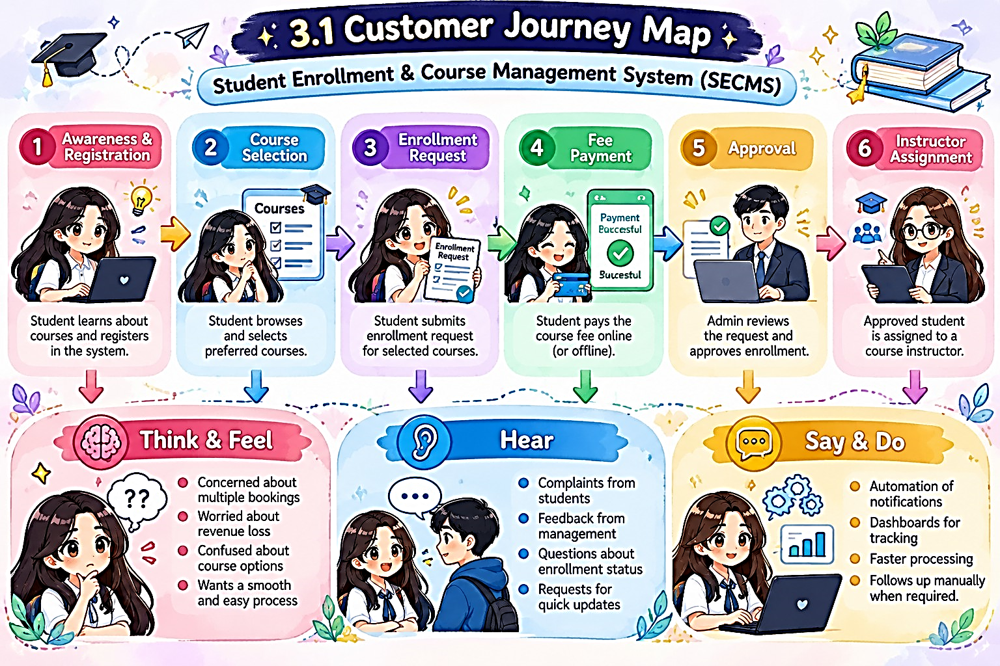 3.1 Customer Journey Map
Student Enrollment & Course Management System (SECMS)
1
Awareness &
Registration
2
Course
Selection
3
Enrollment
Request
4
Fee
Payment
5
Approval
6
Instructor
Assignment
Courses
Enrollment
Request
Payment
Boccesful
Buccestul
Student learns about
courses and registers
in the system.
Student browses
and selects
preferred courses.
Student submits
enrollment request
for selected courses.
Student pays the
course fee online
(or offline).
Admin reviews
the request and
approves enrollment.
Approved student
is assigned to a
course instructor.
Think & Feel
??
Concerned about
multiple bookings
Worried about
revenue loss
Confused about
course options
Wants a smooth
and easy process
Hear
Complaints from
students
Feedback from
management
Questions about
enrollment status
Requests for
quick updates
Say & Do
Automation of
notifications
Dashboards for
tracking
Faster processing
Follows up manually
when required.